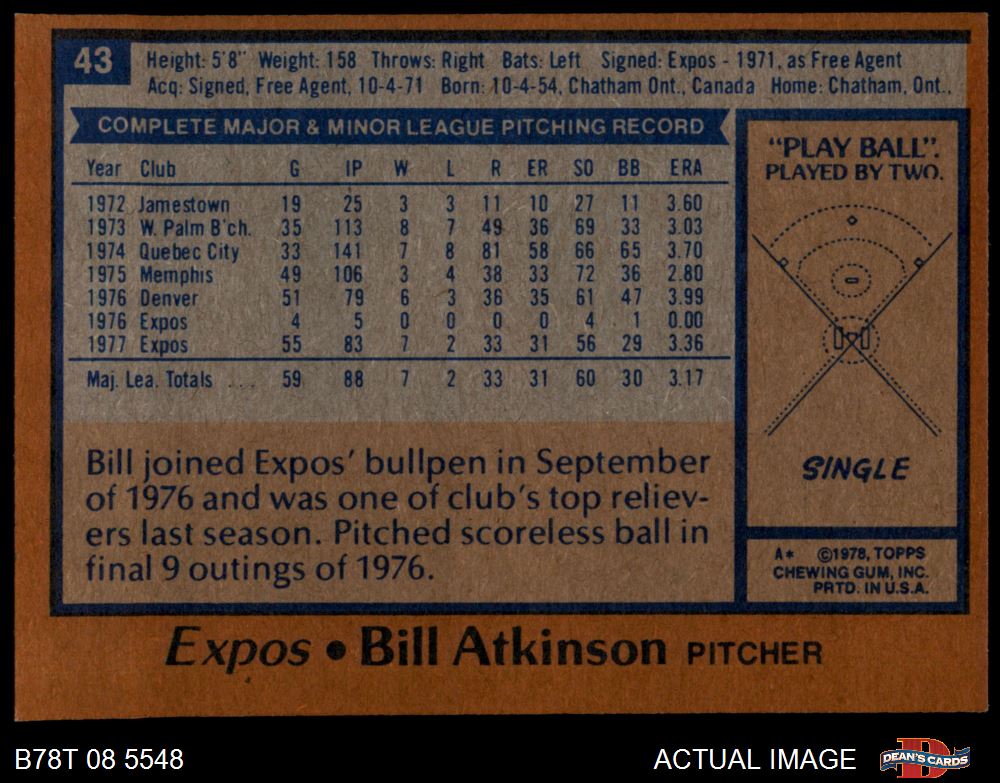 43
Height: 5'8" Weight: 158 Throws: Right Bats: Left Signed: Expos - 1971, as Free Agent
Acq: Signed, Free Agent, 10-4-71 Born: 10-4-54, Chatham Ont., Canada Home: Chatham, Ont.,
COMPLETE MAJOR & MINOR LEAGUE PITCHING RECORD
Year Club G IP W L R ER SO BB ERA
1972 Jamestown 19 25 3 3 11 10 27 11 3.60
1973 W. Palm B'ch. 35 113 8 7 49 36 69 33 3.03
1974 Quebec City 33 141 7 8 81 58 66 65 3.70
1975 Memphis 49 106 3 4 38 33 72 36 2.80
1976 Denver 51 79 6 3 36 35 61 47 3.99
1976 Expos 4 5 0 0 0 0 4 1 0.00
1977 Expos 55 83 7 2 33 31 56 29 3.36
Maj. Lea. Totals .... 59 88 7 2 33 31 60 30 3.17
Bill joined Expos' bullpen in September
of 1976 and was one of club's top reliev-
ers last season. Pitched scoreless ball in
final 9 outings of 1976.
"PLAY BALL".
PLAYED BY TWO.
SINGLE
A* ©1978, TOPPS
CHEWING GUM, INC.
PRTD. IN U.S.A.
Expos • Bill Atkinson PITCHER
B78T 08 5548
ACTUAL IMAGE
DEAN'S CARDS